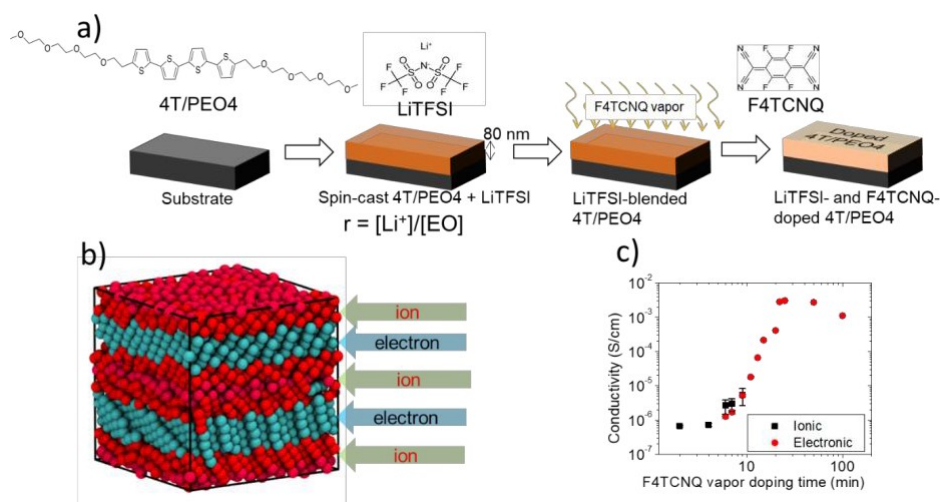 a)
O O O O S S S S O O O O
4T/PEO4
Li⁺
F F F S O O N⁻ S O O F F F
LiTFSI
F4TCNQ vapor
N N F F F F N N
F4TCNQ
80 nm
Doped
4T/PEO4
Substrate
Spin-cast 4T/PEO4 + LiTFSI
r = [Li⁺]/[EO]
LiTFSI-blended
4T/PEO4
LiTFSI- and F4TCNQ-
doped 4T/PEO4
b)
ion
electron
ion
electron
ion
c)
Conductivity (S/cm)
10⁻²
10⁻³
10⁻⁴
10⁻⁵
10⁻⁶
10⁻⁷
Ionic
Electronic
10 100
F4TCNQ vapor doping time (min)